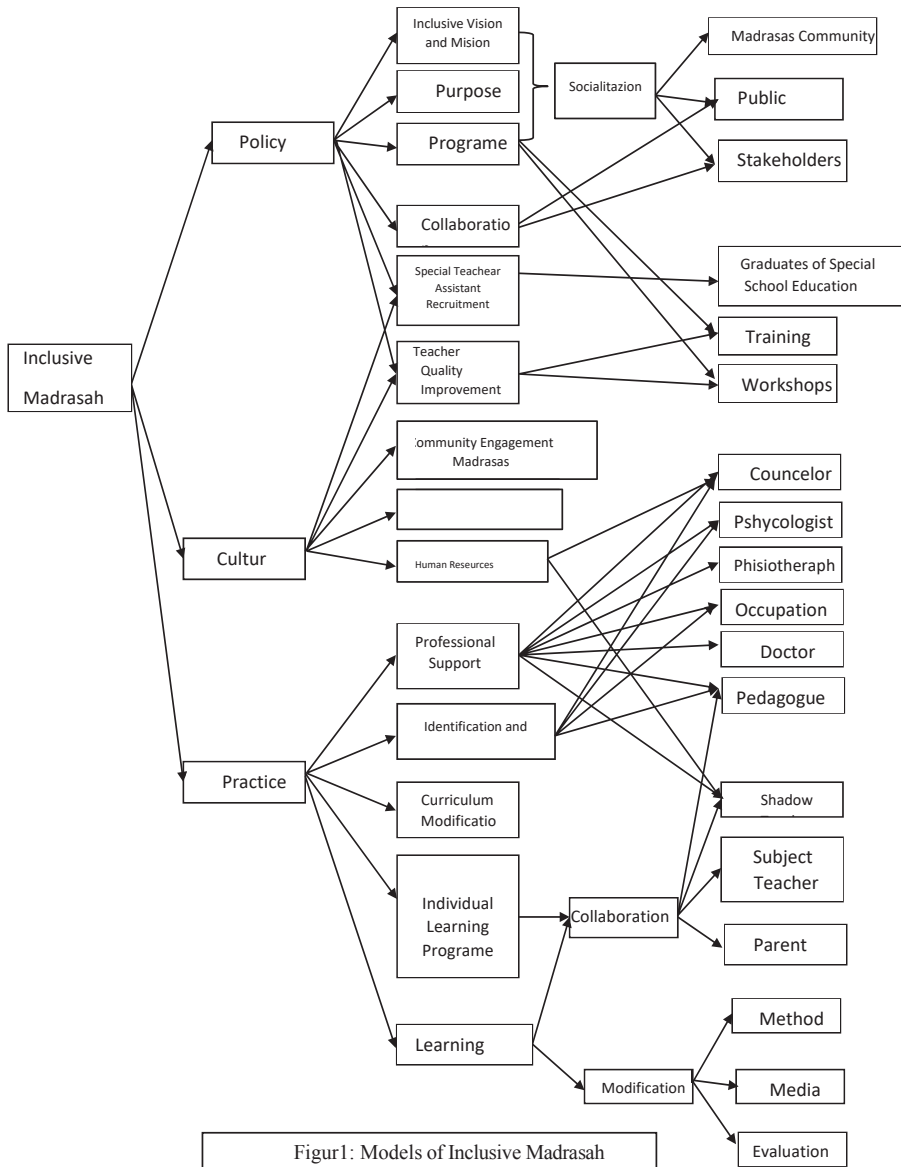 Inclusive
Madrasah
Policy
Cultur
Practice
Inclusive Vision
and Mision
Purpose
Programe
Collaboratio
Special Teachear
Assistant
Recruitment
Teacher
Quality
Improvement
ommunity Engagement
Madrasas
Human Resurces
Professional
Support
Identification and
Curriculum
Modificatio
Individual
Learning
Programe
Learning
Socialitazion
Collaboration
Modification
Madrasas Community
Public
Stakeholders
Graduates of Special
School Education
Training
Workshops
Councelor
Pshycologist
Phisiotheraph
Occupation
Doctor
Pedagogue
Shadow
Subject
Teacher
Parent
Method
Media
Evaluation
Figur1: Models of Inclusive Madrasah